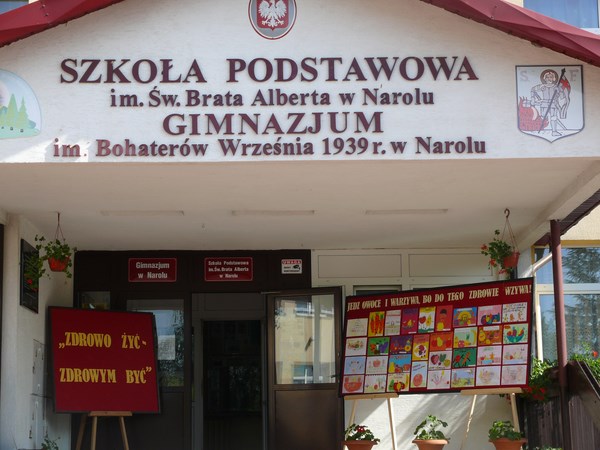 SZKOŁA PODSTAWOWA
im. Św. Brata Alberta w Narolu
GIMNAZJUM
im. Bohaterów Września 1939 r. w Narolu
S F
Gimnazjum
w Narolu
Szkoła Podstawowa
im. Św. Brata Alberta
w Narolu
JEDZ OWOCE I WARZYWA, BO DO TEGO ZDROWIE WZYWA!
„ZDROWO ŻYĆ-
ZDROWYM BYĆ"